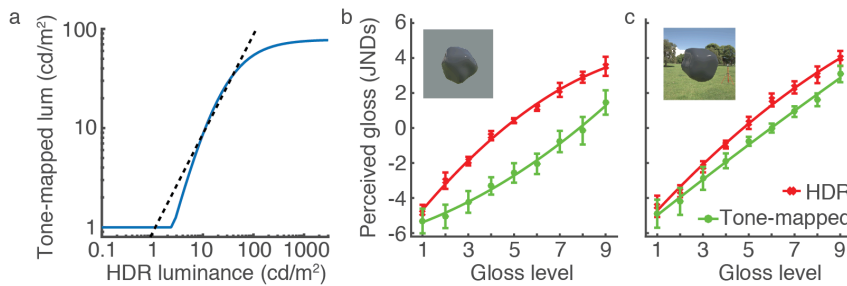 a
Tone-mapped lum (cd/m²)
100
10
1
0.1 1 10 100 1000
HDR luminance (cd/m²)
b
Perceived gloss (JNDs)
6
4
2
0
-2
-4
-6
1 3 5 7 9
Gloss level
c
HDR
Tone-mapped
1 3 5 7 9
Gloss level